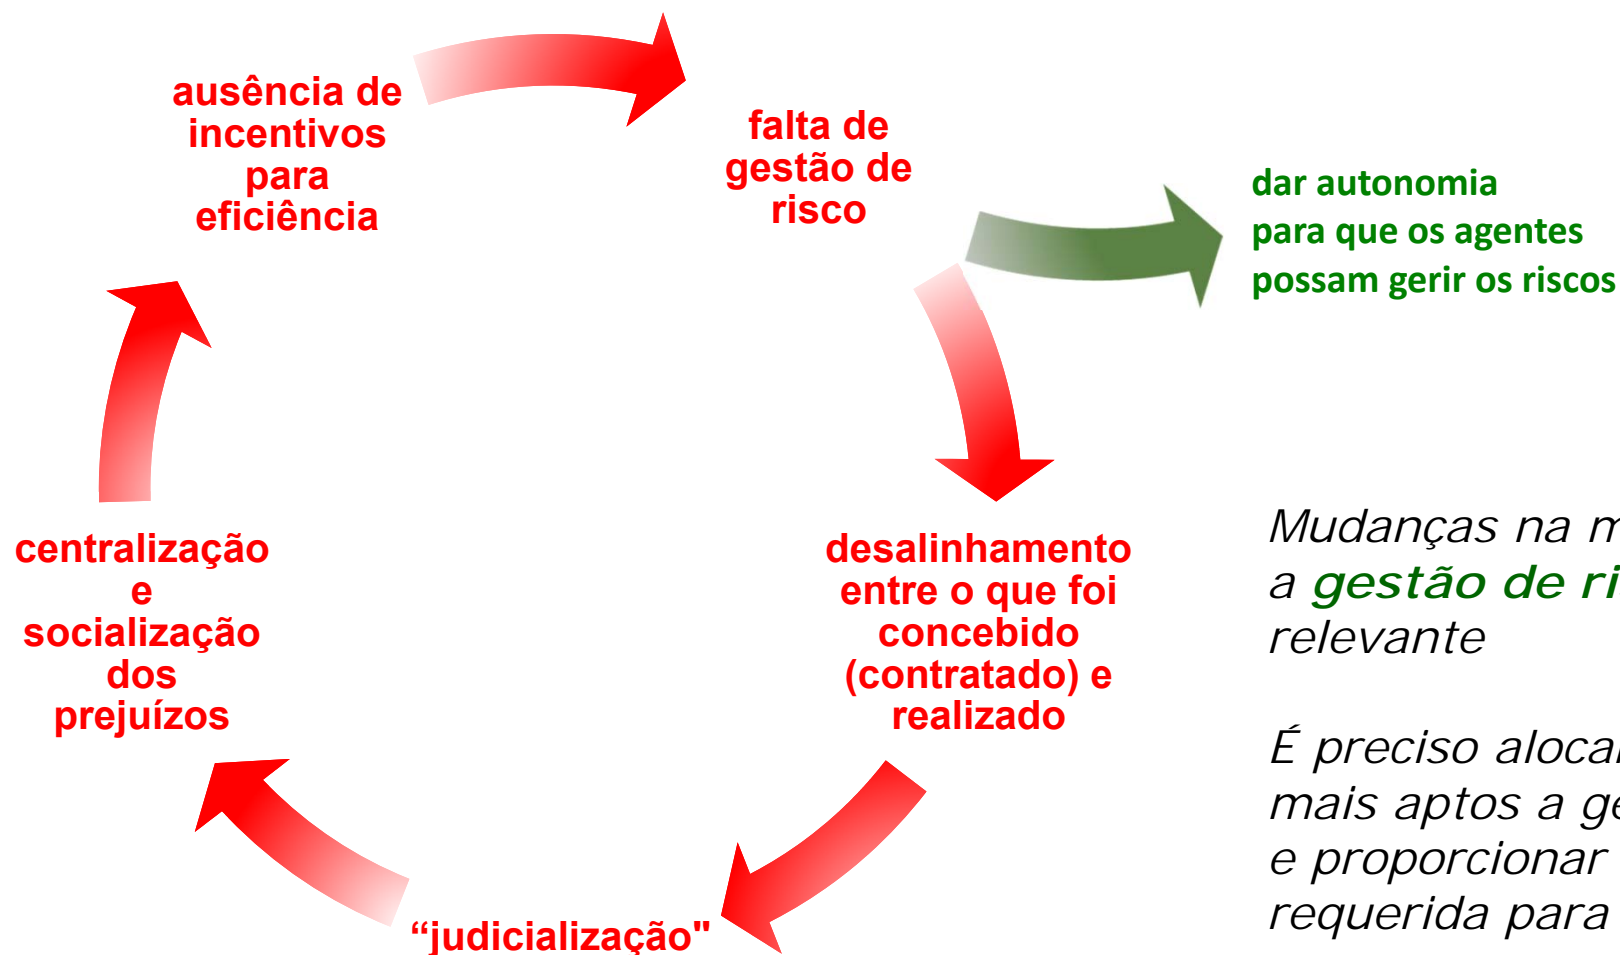 ausência de
incentivos
para
eficiência
falta de
gestão de
risco
dar autonomia
para que os agentes
possam gerir os riscos
desalinhamento
entre o que foi
concebido
(contratado) e
realizado
“judicialização"
centralização
e
socialização
dos
prejuízos
Mudanças na
a gestão de
relevante
É preciso
mais aptos a
e proporcionar
requerida para